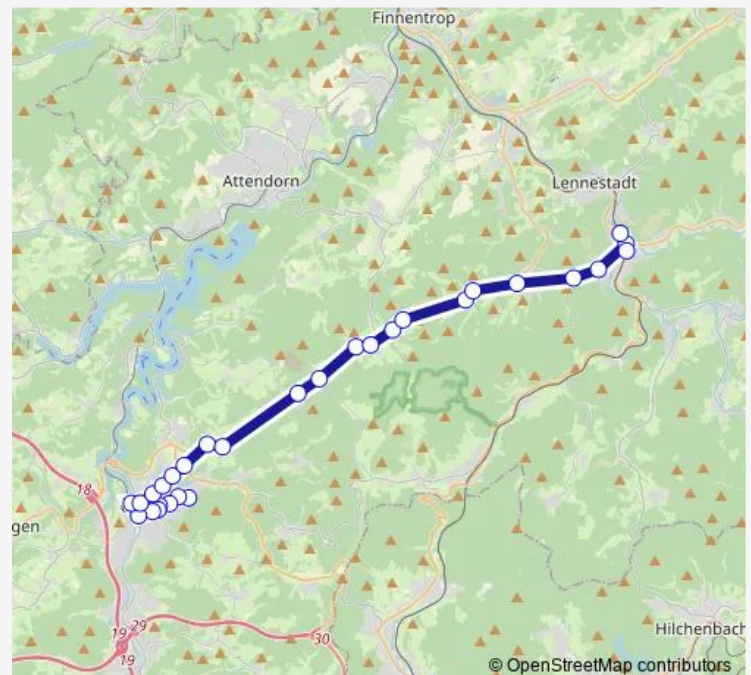 Finnentrop
Attendorn
Lennestadt
18
gen
19
29
19
30
Hilchenbach
© OpenStreetMap contributors